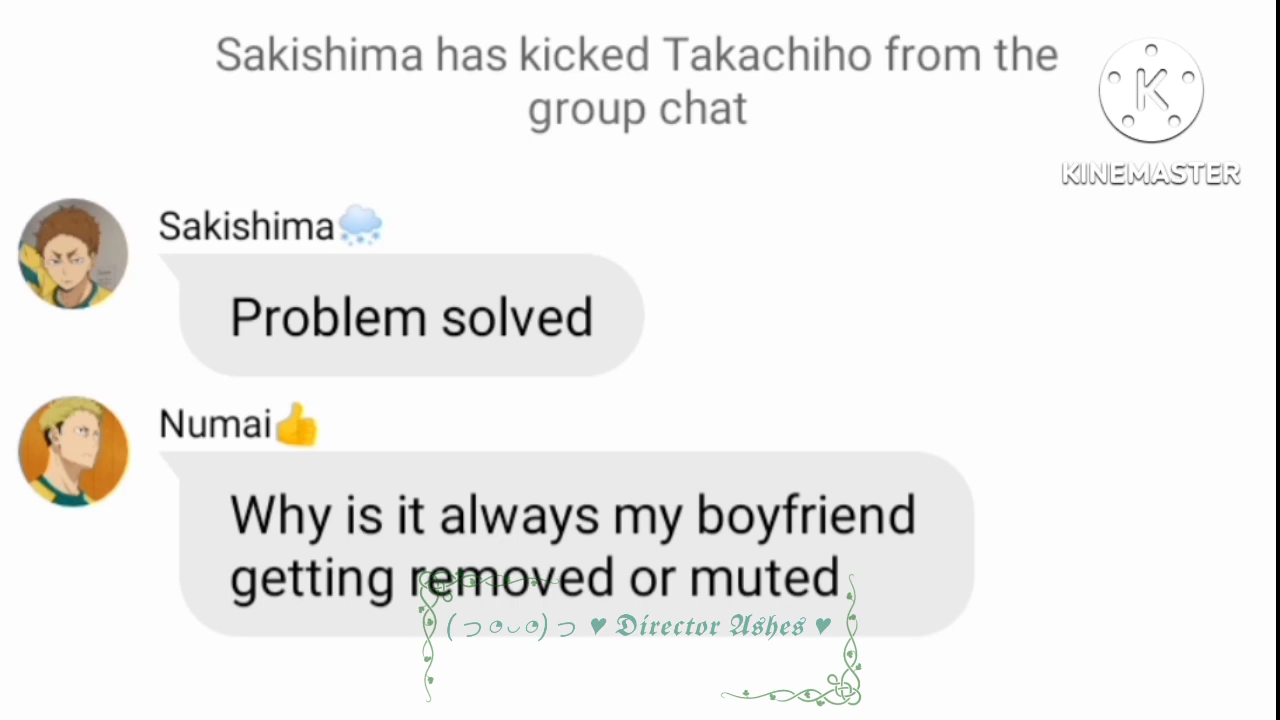 Sakishima has kicked Takachiho from the
group chat
K
KINEMASTER
Sakishima🌨️
Problem solved
Numai👍
Why is it always my boyfriend
getting removed or muted
(つ◔◡◔)つ ♥ 𝕯𝖎𝖗𝖊𝖈𝖙𝖔𝖗 𝕬𝖘𝖍𝖊𝖘 ♥